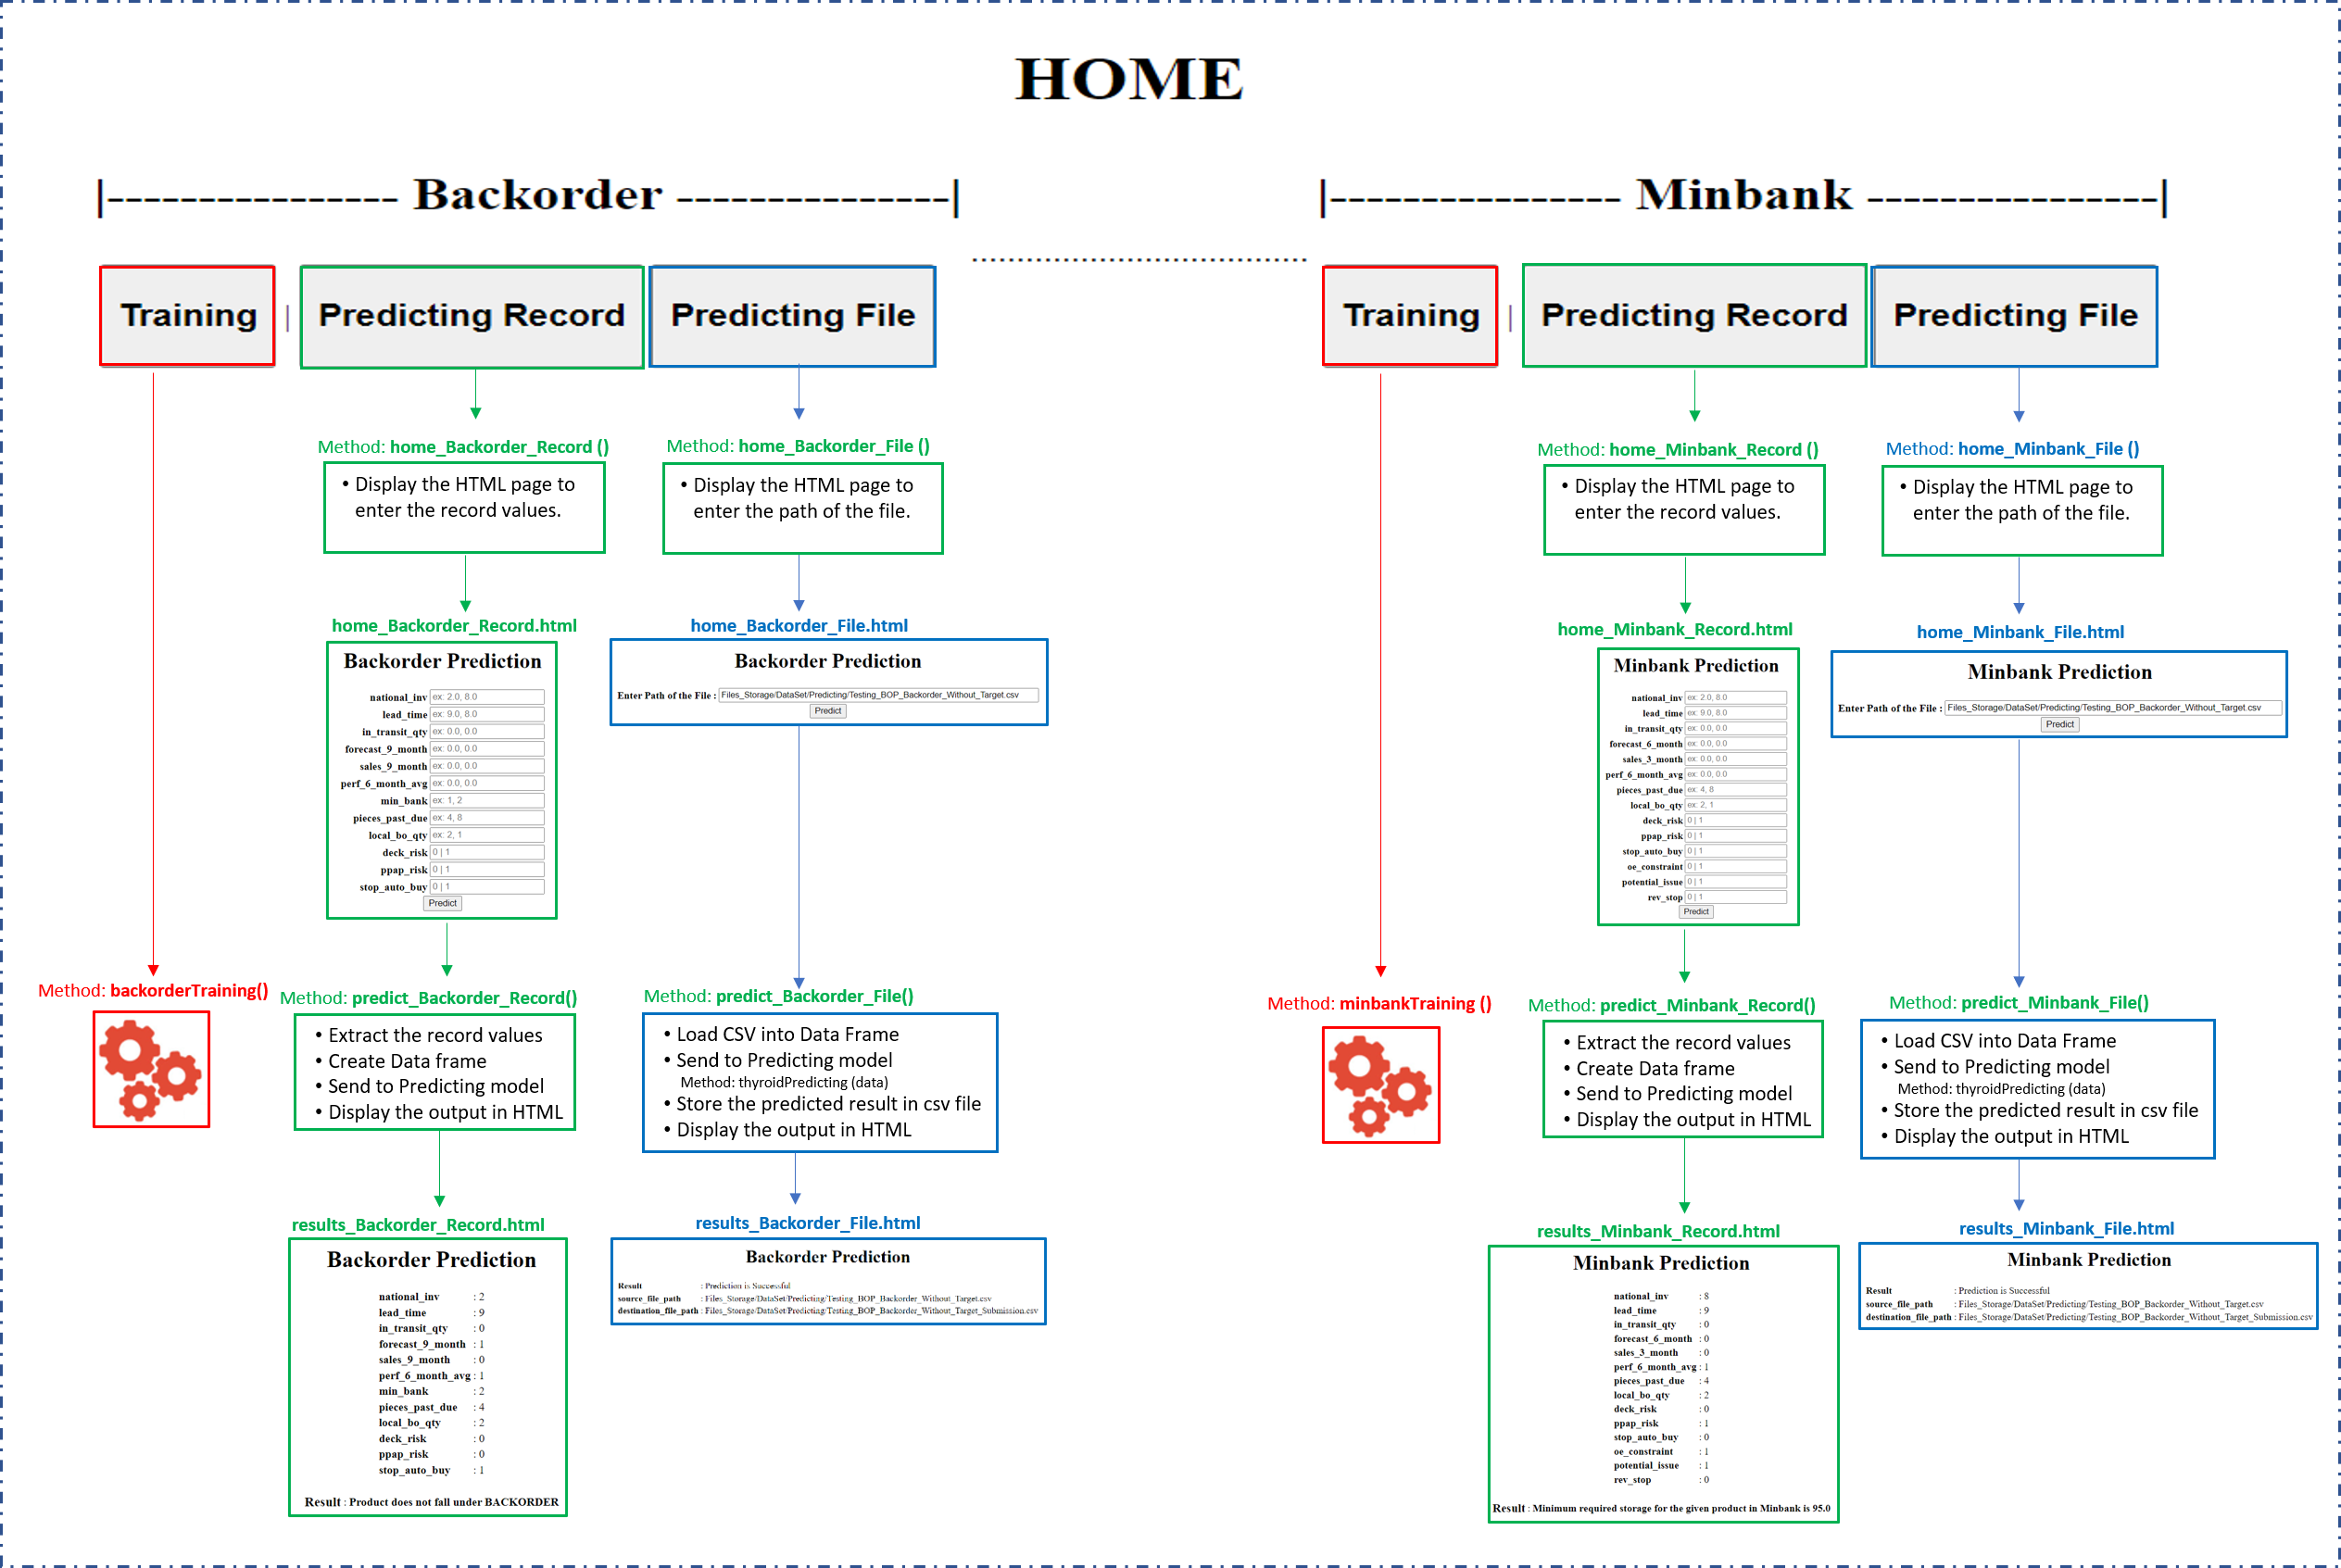 HOME
|---------------- Backorder ---------------|
Training | Predicting Record Predicting File
Method: home_Backorder_Record ()
• Display the HTML page to
enter the record values.
home_Backorder_Record.html
Backorder Prediction
national_inv ex: 2.0, 8.0
lead_time ex: 9.0, 8.0
in_transit_qty ex: 0.0, 0.0
forecast_9_month ex: 0.0, 0.0
sales_9_month ex: 0.0, 0.0
perf_6_month_avg ex: 0.0, 0.0
min_bank ex: 1, 2
pieces_past_due ex: 4, 8
local_bo_qty ex: 2, 1
deck_risk 0 | 1
ppap_risk 0 | 1
stop_auto_buy 0 | 1
Predict
Method: home_Backorder_File ()
• Display the HTML page to
enter the path of the file.
home_Backorder_File.html
Backorder Prediction
Enter Path of the File : Files_Storage/DataSet/Predicting/Testing_BOP_Backorder_Without_Target.csv
Predict
Method: backorderTraining()
Method: predict_Backorder_Record()
• Extract the record values
• Create Data frame
• Send to Predicting model
• Display the output in HTML
Method: predict_Backorder_File()
• Load CSV into Data Frame
• Send to Predicting model
Method: thyroidPredicting (data)
• Store the predicted result in csv file
• Display the output in HTML
results_Backorder_Record.html
Backorder Prediction
national_inv : 2
lead_time : 9
in_transit_qty : 0
forecast_9_month : 1
sales_9_month : 0
perf_6_month_avg : 1
min_bank : 2
pieces_past_due : 4
local_bo_qty : 2
deck_risk : 0
ppap_risk : 0
stop_auto_buy : 1
Result : Product does not fall under BACKORDER
results_Backorder_File.html
Backorder Prediction
Result : Prediction is Successful
source_file_path : Files_Storage/DataSet/Predicting/Testing_BOP_Backorder_Without_Target.csv
destination_file_path : Files_Storage/DataSet/Predicting/Testing_BOP_Backorder_Without_Target_Submission.csv
|---------------- Minbank ----------------|
Training | Predicting Record Predicting File
Method: home_Minbank_Record ()
• Display the HTML page to
enter the record values.
home_Minbank_Record.html
Minbank Prediction
national_inv ex: 2.0, 8.0
lead_time ex: 9.0, 8.0
in_transit_qty ex: 0.0, 0.0
forecast_6_month ex: 0.0, 0.0
sales_3_month ex: 0.0, 0.0
perf_6_month_avg ex: 0.0, 0.0
pieces_past_due ex: 4, 8
local_bo_qty ex: 2, 1
deck_risk 0 | 1
ppap_risk 0 | 1
stop_auto_buy 0 | 1
oe_constraint 0 | 1
potential_issue 0 | 1
rev_stop 0 | 1
Predict
Method: home_Minbank_File ()
• Display the HTML page to
enter the path of the file.
home_Minbank_File.html
Minbank Prediction
Enter Path of the File : Files_Storage/DataSet/Predicting/Testing_BOP_Backorder_Without_Target.csv
Predict
Method: minbankTraining ()
Method: predict_Minbank_Record()
• Extract the record values
• Create Data frame
• Send to Predicting model
• Display the output in HTML
Method: predict_Minbank_File()
• Load CSV into Data Frame
• Send to Predicting model
Method: thyroidPredicting (data)
• Store the predicted result in csv file
• Display the output in HTML
results_Minbank_Record.html
Minbank Prediction
national_inv : 8
lead_time : 9
in_transit_qty : 0
forecast_6_month : 0
sales_3_month : 0
perf_6_month_avg : 1
pieces_past_due : 4
local_bo_qty : 2
deck_risk : 0
ppap_risk : 1
stop_auto_buy : 0
oe_constraint : 1
potential_issue : 1
rev_stop : 0
Result : Minimum required storage for the given product in Minbank is 95.0
results_Minbank_File.html
Minbank Prediction
Result : Prediction is Successful
source_file_path : Files_Storage/DataSet/Predicting/Testing_BOP_Backorder_Without_Target.csv
destination_file_path : Files_Storage/DataSet/Predicting/Testing_BOP_Backorder_Without_Target_Submission.csv